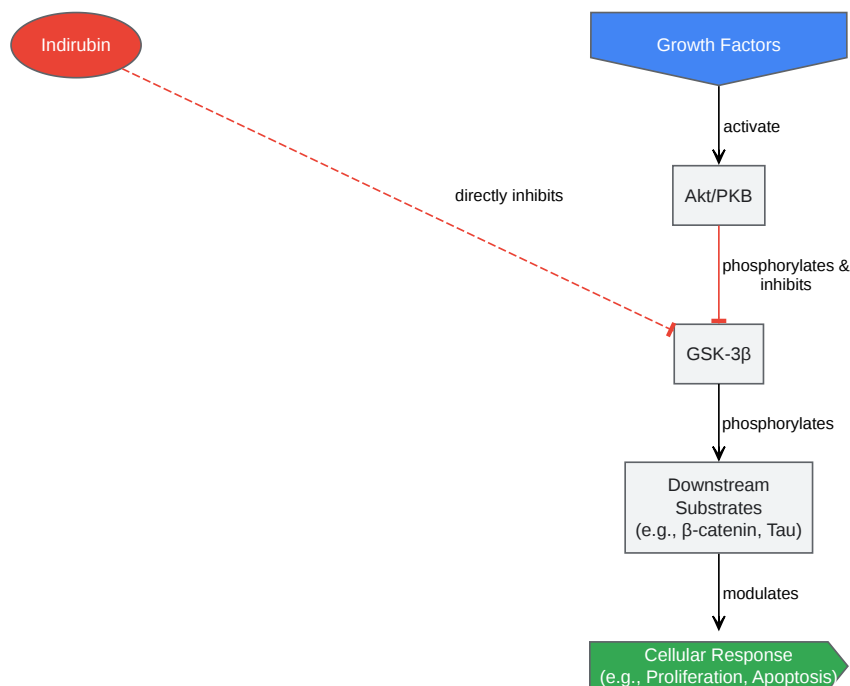 Indirubin
Growth Factors
activate
directly inhibits
Akt/PKB
phosphorylates &
inhibits
GSK-3β
phosphorylates
Downstream
Substrates
(e.g., β-catenin, Tau)
modulates
Cellular Response
(e.g., Proliferation, Apoptosis)